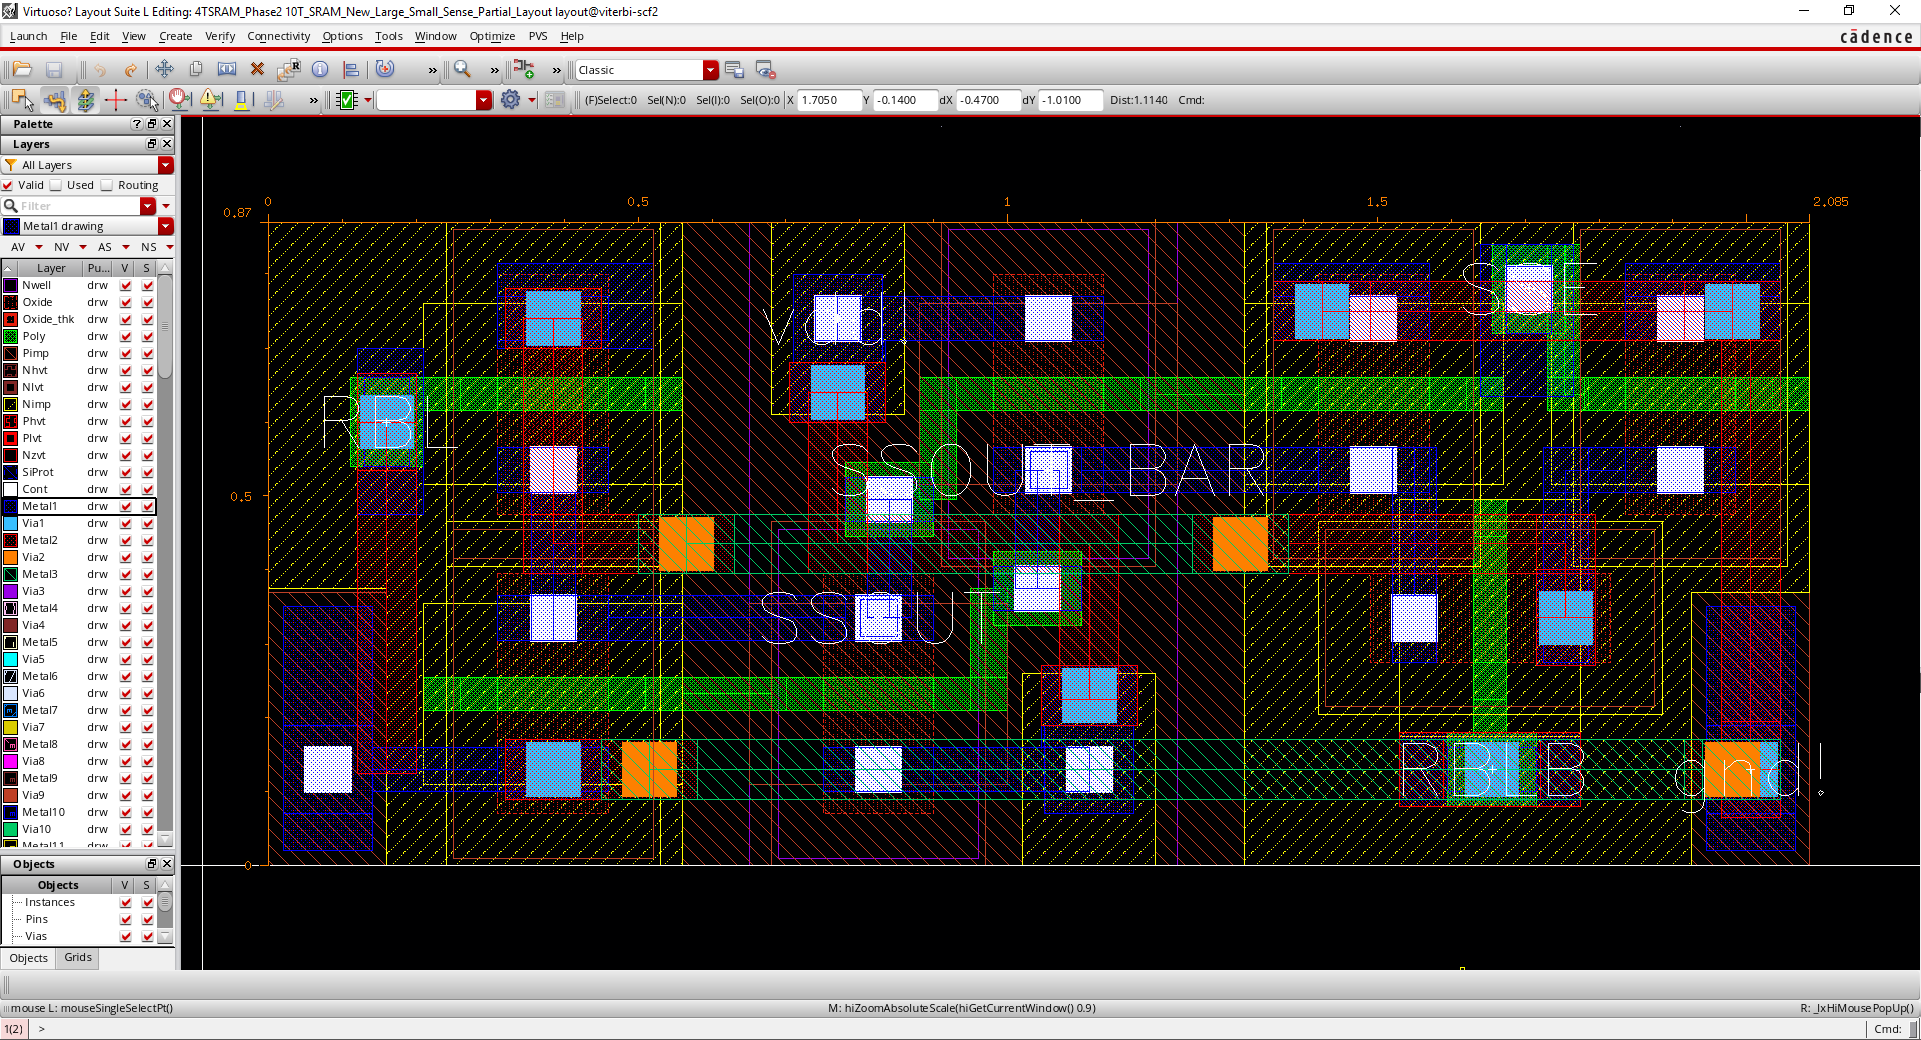 Virtuoso? Layout Suite L Editing: 4TSRAM_Phase2 10T_SRAM_New_Large_Small_Sense_Partial_Layout layout@viterbi-scf2
Launch File Edit View Create Verify Connectivity Options Tools Window Optimize PVS Help
cādence
» » » Classic
» (F)Select:0 Sel(N):0 Sel(I):0 Sel(O):0 X 1.7050 Y -0.1400 dX -0.4700 dY -1.0100 Dist:1.1140 Cmd:
Palette
Layers
All Layers
Valid Used Routing
Filter
Metal1 drawing
AV NV AS NS
Layer Pu... V S
Nwell drw
Oxide drw
Oxide_thk drw
Poly drw
Pimp drw
Nhvt drw
Nlvt drw
Nimp drw
Phvt drw
Plvt drw
Nzvt drw
SiProt drw
Cont drw
Metal1 drw
Via1 drw
Metal2 drw
Via2 drw
Metal3 drw
Via3 drw
Metal4 drw
Via4 drw
Metal5 drw
Via5 drw
Metal6 drw
Via6 drw
Metal7 drw
Via7 drw
Metal8 drw
Via8 drw
Metal9 drw
Via9 drw
Metal10 drw
Via10 drw
Metal11 drw
Objects
Objects V S
Instances
Pins
Vias
Objects Grids
0 0.5 1 1.5 2.085
0.87
0.5
0
SSOUT_BAR
SSOUT
RBLB
gnd!
mouse L: mouseSingleSelectPt()
M: hiZoomAbsoluteScale(hiGetCurrentWindow() 0.9)
R: _lxHiMousePopUp()
1(2) >
Cmd: